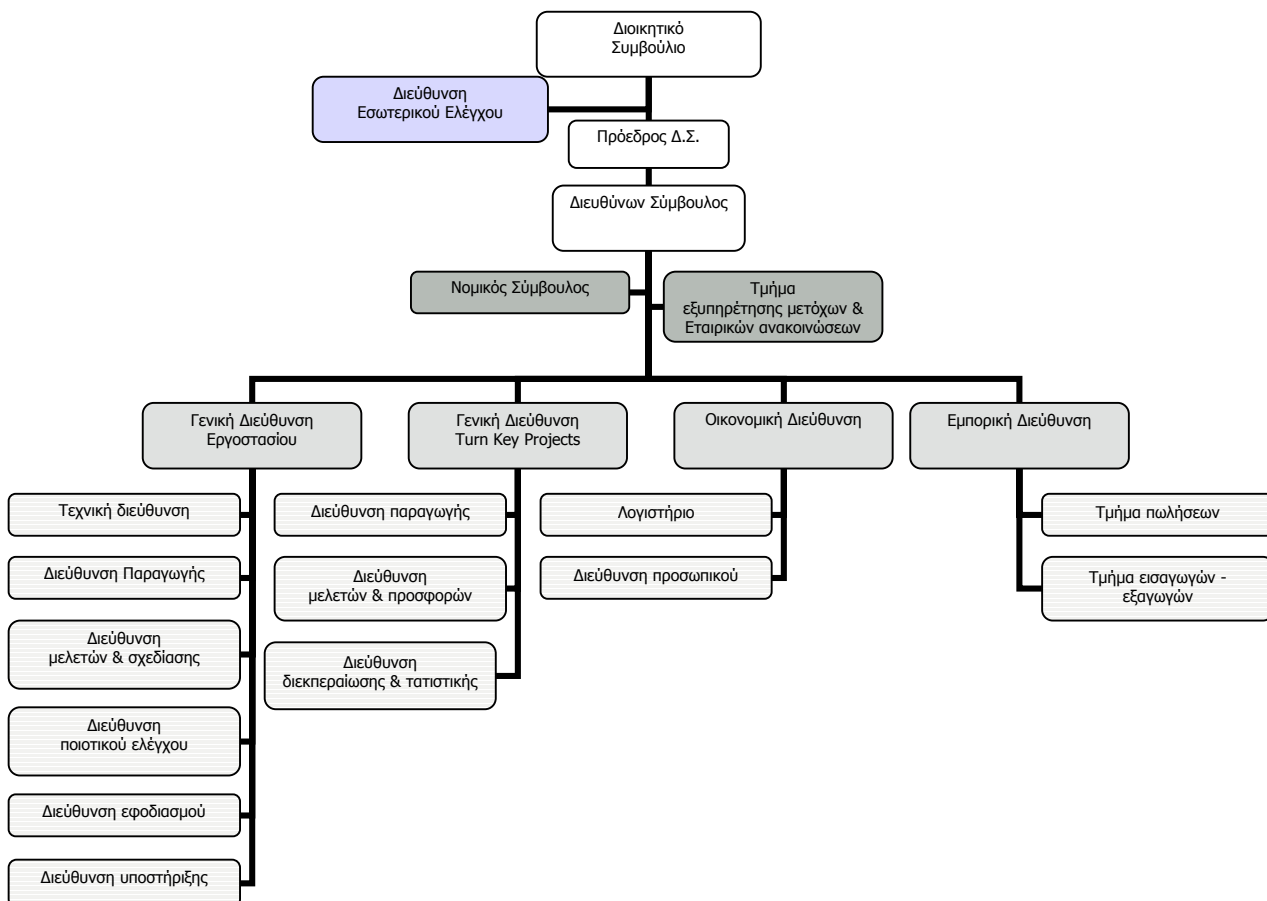 Διοικητικό
Συμβούλιο
Διεύθυνση
Εσωτερικού Ελέγχου
Πρόεδρος Δ.Σ.
Διευθύνων Σύμβουλος
Νομικός Σύμβουλος
Τμήμα
εξυπηρέτησης μετόχων &
Εταιρικών ανακοινώσεων
Γενική Διεύθυνση
Εργοστασίου
Γενική Διεύθυνση
Turn Key Projects
Οικονομική Διεύθυνση
Εμπορική Διεύθυνση
Τεχνική διεύθυνση
Διεύθυνση Παραγωγής
Διεύθυνση
μελετών & σχεδίασης
Διεύθυνση
ποιοτικού ελέγχου
Διεύθυνση εφοδιασμού
Διεύθυνση υποστήριξης
Διεύθυνση παραγωγής
Διεύθυνση
μελετών & προσφορών
Διεύθυνση
διεκπεραίωσης & τατιστικής
Λογιστήριο
Διεύθυνση προσωπικού
Τμήμα πωλήσεων
Τμήμα εισαγωγών -
εξαγωγών